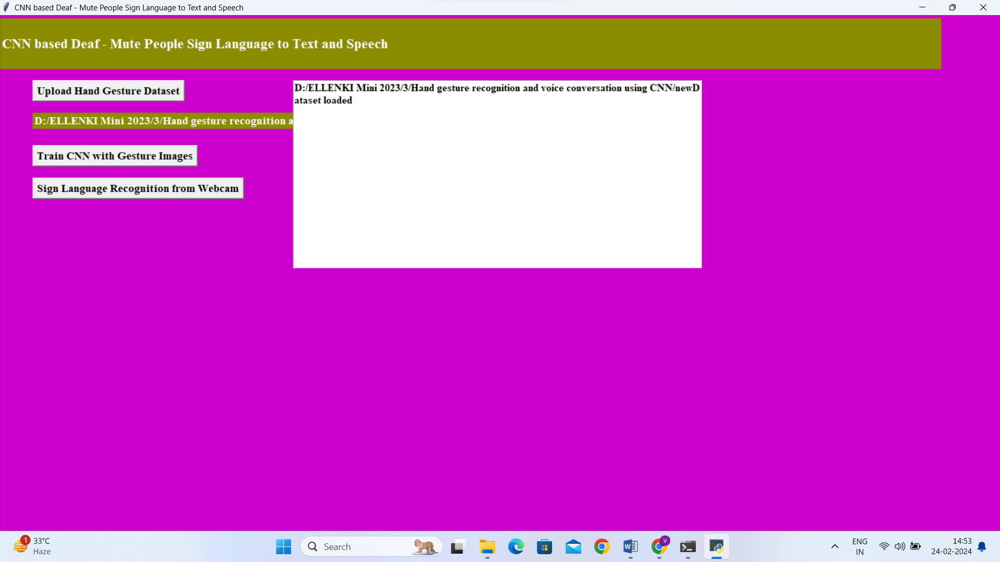 CNN based Deaf - Mute People Sign Language to Text and Speech
CNN based Deaf - Mute People Sign Language to Text and Speech
Upload Hand Gesture Dataset
D:/ELLENKI Mini 2023/3/Hand gesture recognition and voice conversation using CNN/newD
ataset loaded
D:/ELLENKI Mini 2023/3/Hand gesture recognition a
Train CNN with Gesture Images
Sign Language Recognition from Webcam
1
33°C
Haze
Search
V
ENG
IN
14:53
24-02-2024